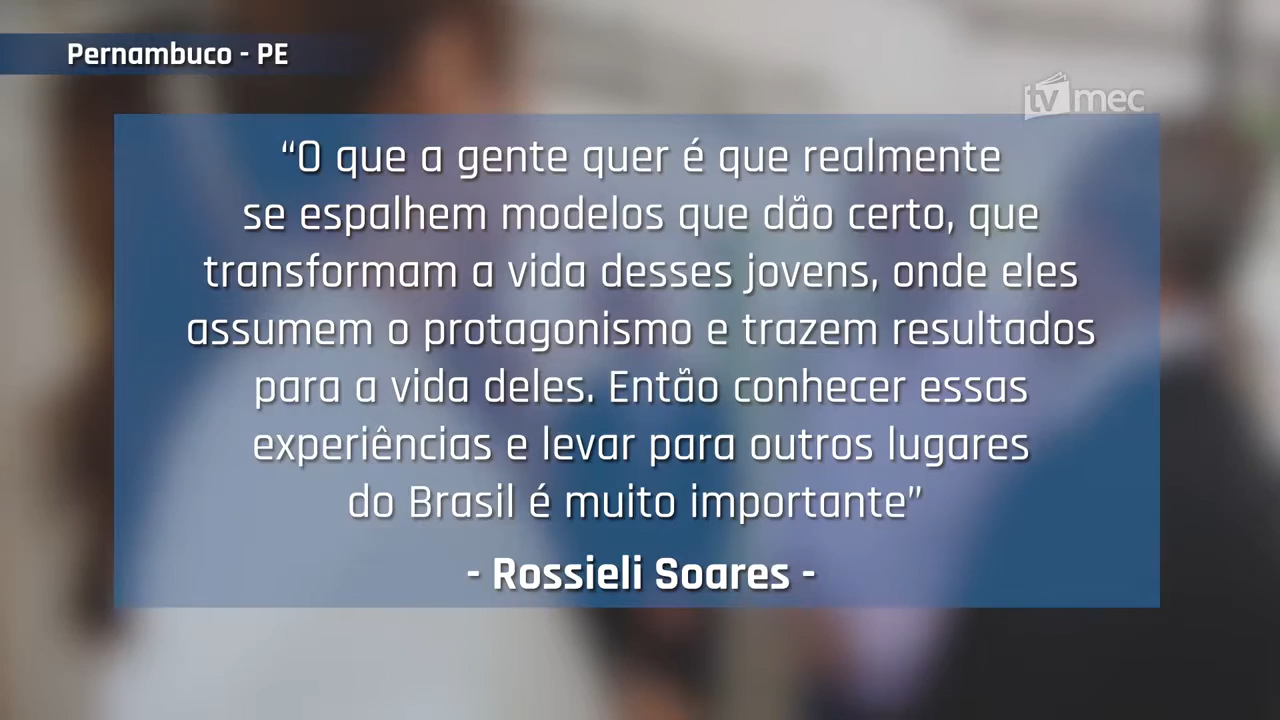 Pernambuco - PE
tv mec
“O que a gente quer é que realmente
se espalhem modelos que dão certo, que
transformam a vida desses jovens, onde eles
assumem o protagonismo e trazem resultados
para a vida deles. Então conhecer essas
experiências e levar para outros lugares
do Brasil é muito importante”
- Rossieli Soares -